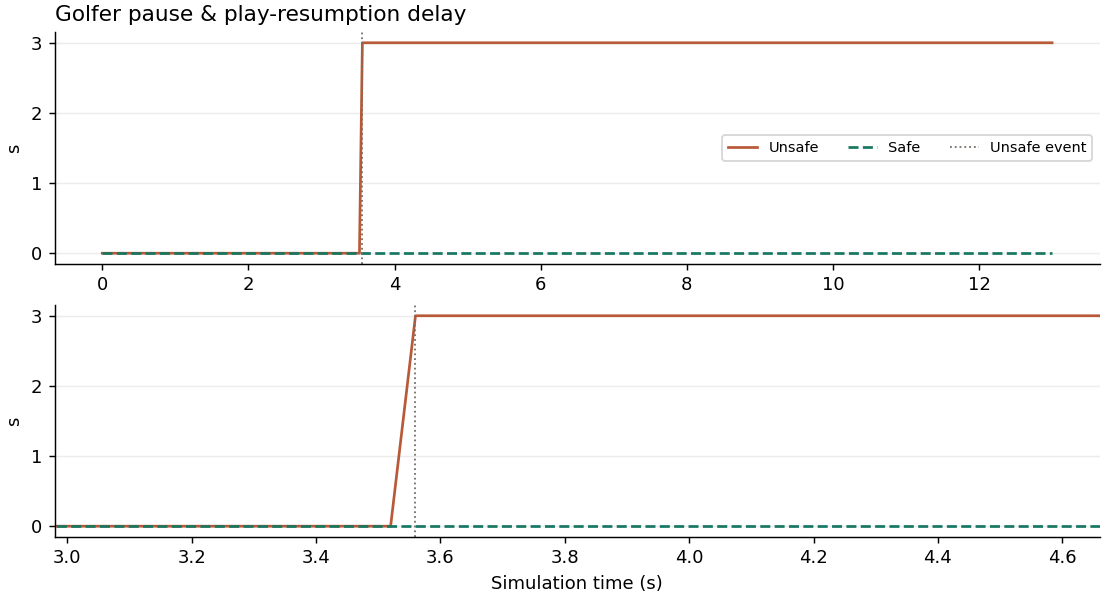 Golfer pause & play-resumption delay
3
2
1
0
s
Unsafe Safe Unsafe event
0 2 4 6 8 10 12
3
2
1
0
s
3.0 3.2 3.4 3.6 3.8 4.0 4.2 4.4 4.6
Simulation time (s)